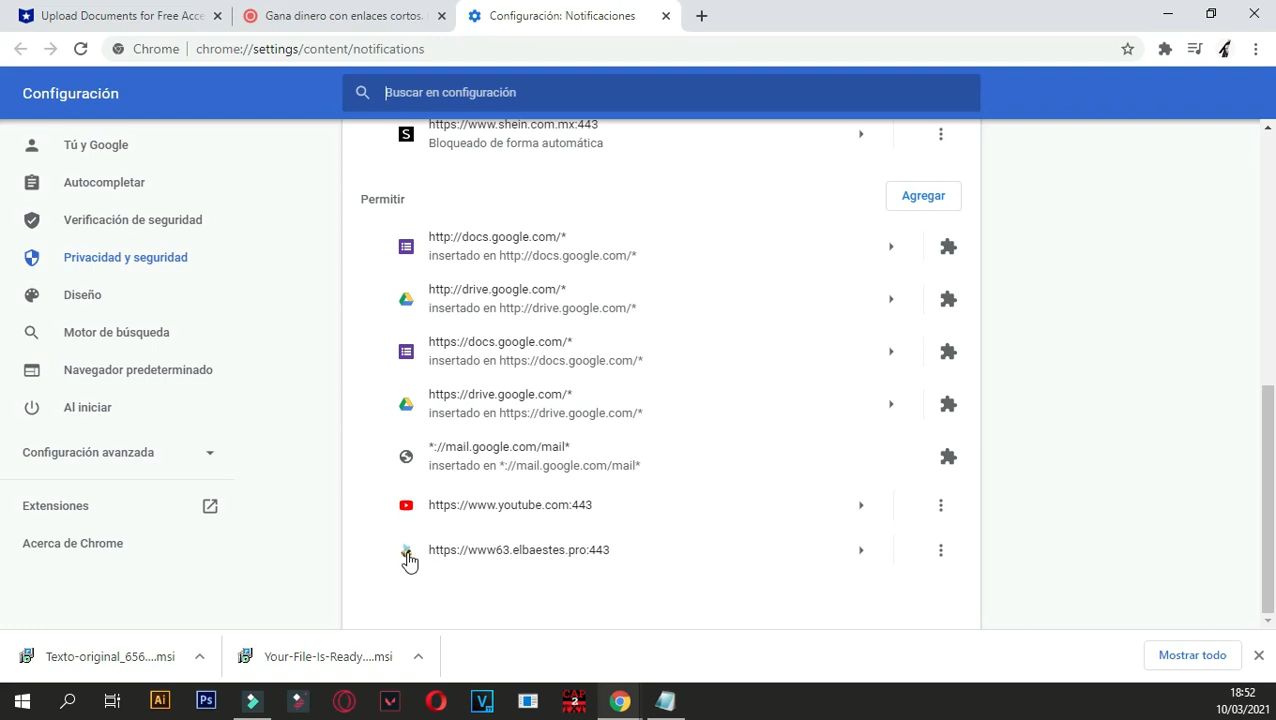 Upload Documents for Free Acce
Gana dinero con enlaces cortos.
Configuración: Notificaciones
Chrome
chrome://settings/content/notifications
Configuración
Buscar en configuración
Tú y Google
Autocompletar
Verificación de seguridad
Privacidad y seguridad
Diseño
Motor de búsqueda
Navegador predeterminado
Al iniciar
Configuración avanzada
Extensiones
Acerca de Chrome
https://www.shein.com.mx:443
Bloqueado de forma automática
Permitir
Agregar
http://docs.google.com/*
insertado en http://docs.google.com/*
http://drive.google.com/*
insertado en http://drive.google.com/*
https://docs.google.com/*
insertado en https://docs.google.com/*
https://drive.google.com/*
insertado en https://drive.google.com/*
*://mail.google.com/mail*
insertado en *://mail.google.com/mail*
https://www.youtube.com:443
https://www63.elbaestes.pro:443
Texto-original_656....msi
Your-File-Is-Ready....msi
Mostrar todo
Ai
Ps
CAP
2
18:52
10/03/2021